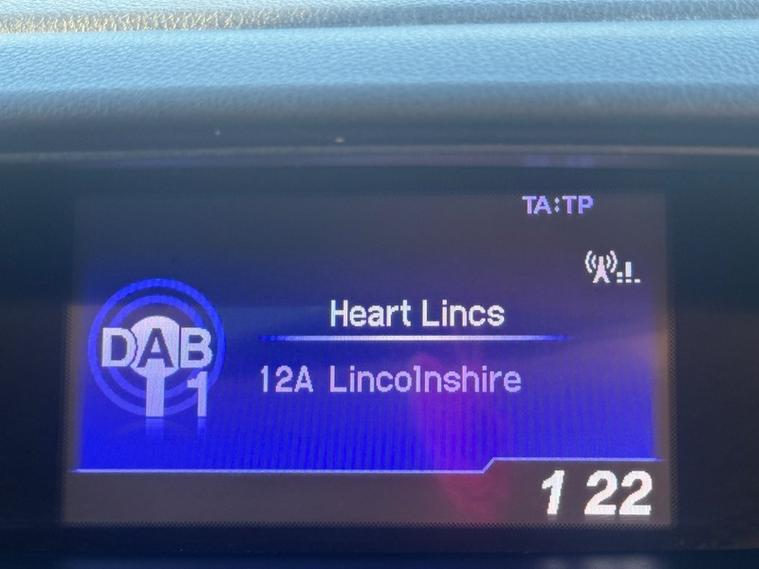 TA:TP
Heart Lincs
DAB
1
12A Lincolnshire
1 22